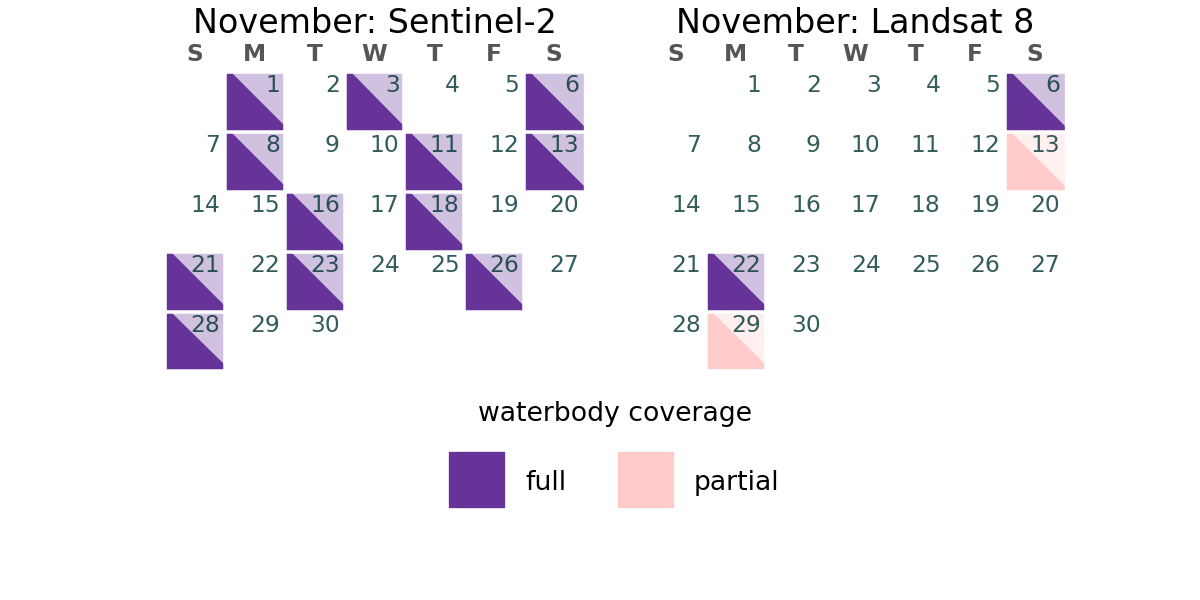 November: Sentinel-2
S M T W T F S
1 2 3 4 5 6
7 8 9 10 11 12 13
14 15 16 17 18 19 20
21 22 23 24 25 26 27
28 29 30
November: Landsat 8
S M T W T F S
1 2 3 4 5 6
7 8 9 10 11 12 13
14 15 16 17 18 19 20
21 22 23 24 25 26 27
28 29 30
waterbody coverage
full
partial